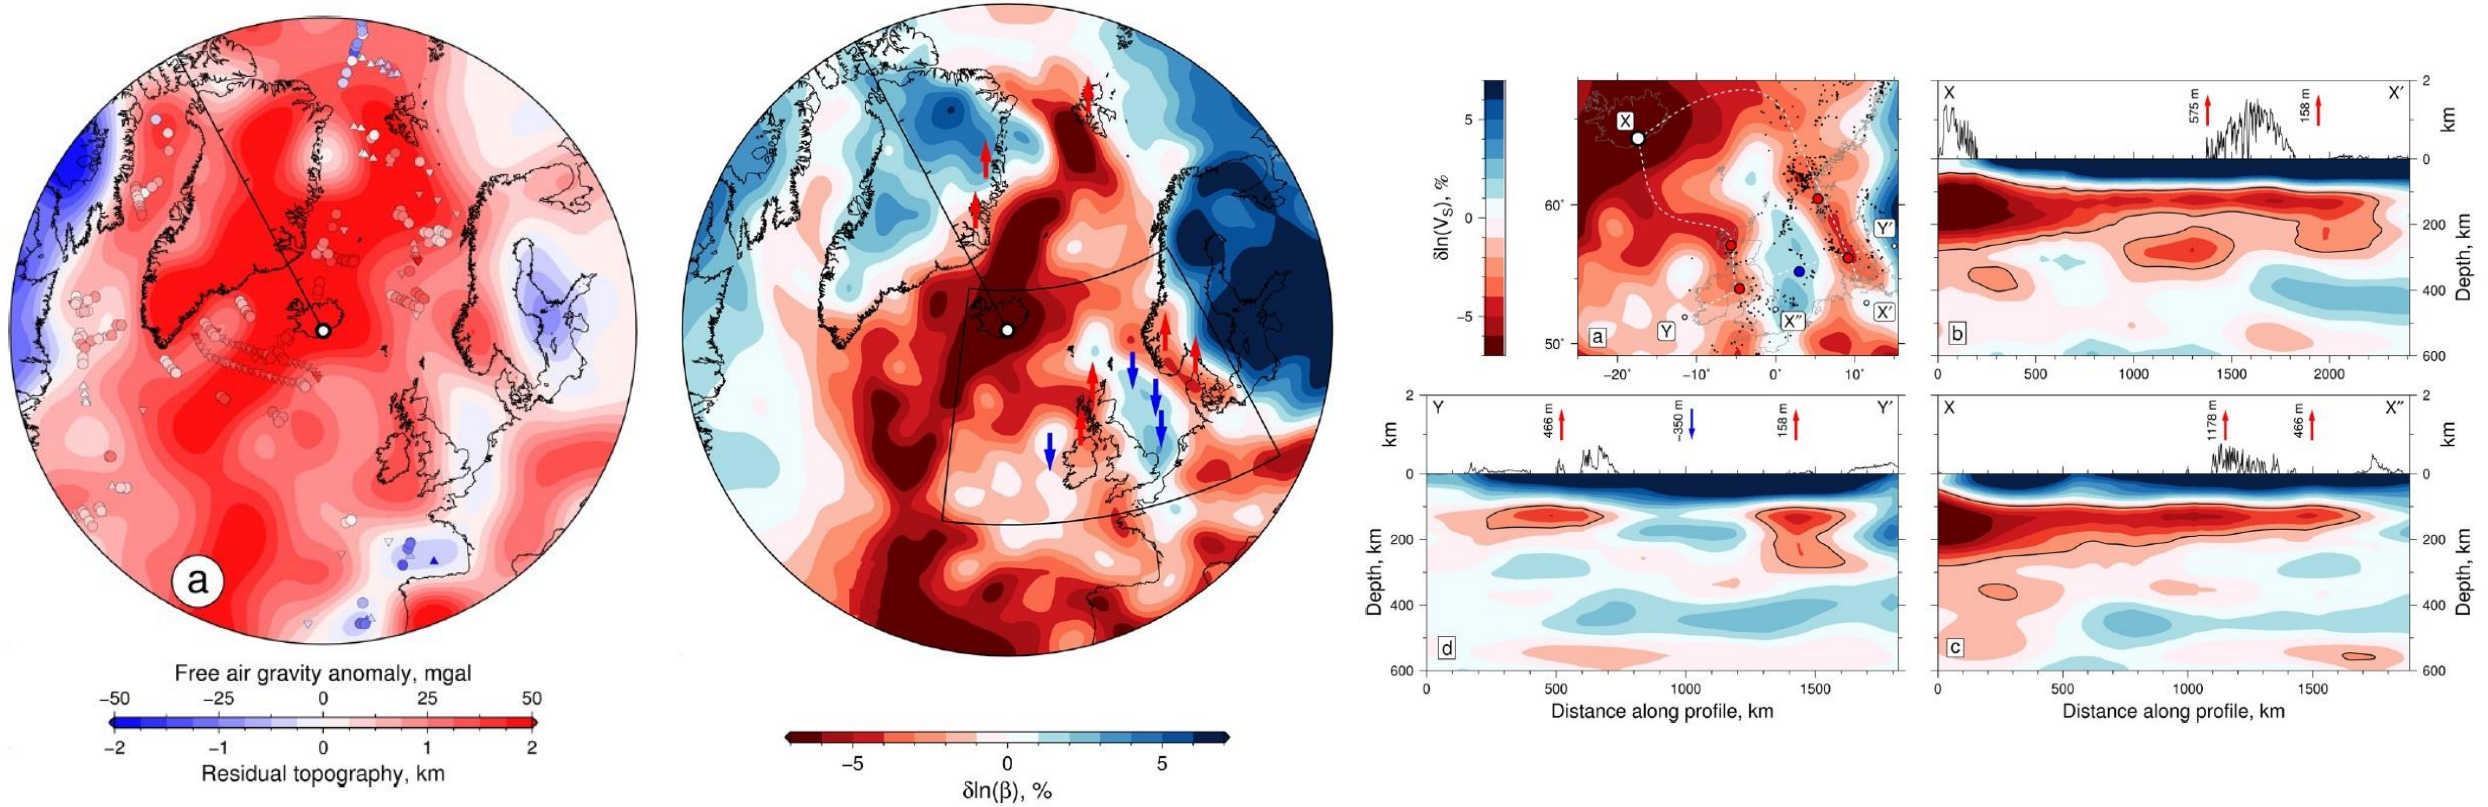 a
Free air gravity anomaly, mgal
−50 −25 0 25 50
−2 −1 0 1 2
Residual topography, km
−5 0 5
δln(β), %
δln(VS), %
5
0
−5
60˚
50˚
−20˚ −10˚ 0˚ 10˚
X
Y
X″
X′
Y′
a
X X′
575 m
158 m
2
0
km
0
200
400
600
Depth, km
b
0 500 1000 1500 2000
Y Y′
466 m
−350 m
158 m
2
0
km
0
200
400
600
Depth, km
d
0 500 1000 1500
Distance along profile, km
X X″
1178 m
466 m
2
0
km
0
200
400
600
Depth, km
c
0 500 1000 1500
Distance along profile, km